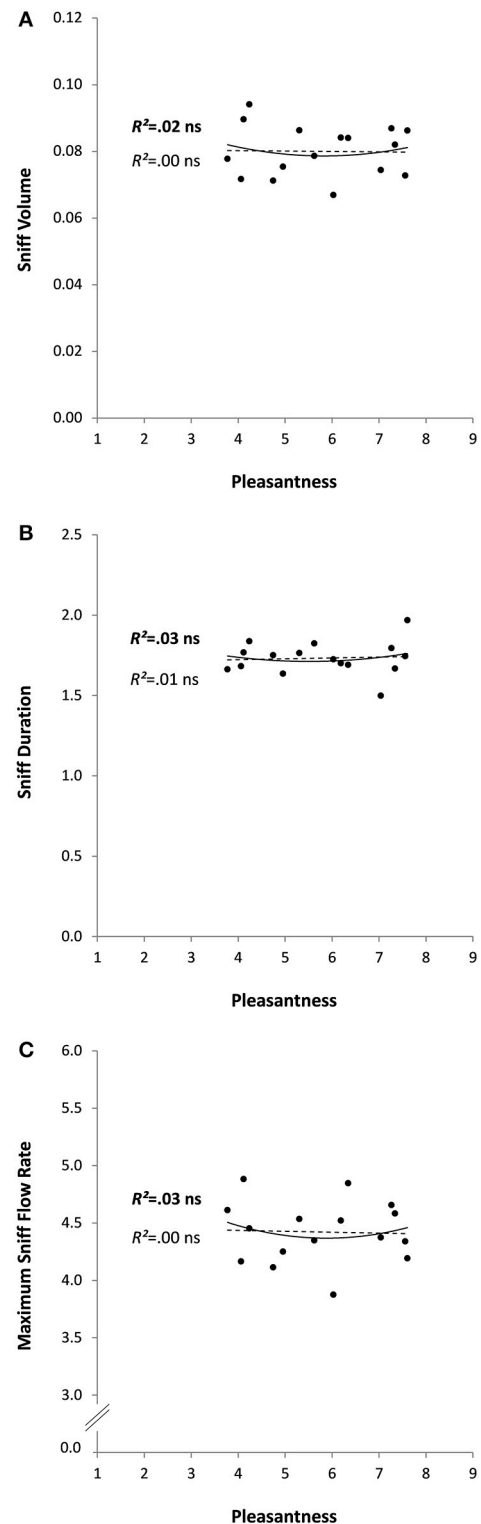 A
0.12
0.10
0.08
0.06
0.04
0.02
0.00
Sniff Volume
R²=.02 ns
R²=.00 ns
1 2 3 4 5 6 7 8 9
Pleasantness
B
2.5
2.0
1.5
1.0
0.5
0.0
Sniff Duration
R²=.03 ns
R²=.01 ns
1 2 3 4 5 6 7 8 9
Pleasantness
C
6.0
5.5
5.0
4.5
4.0
3.5
3.0
0.0
Maximum Sniff Flow Rate
R²=.03 ns
R²=.00 ns
1 2 3 4 5 6 7 8 9
Pleasantness